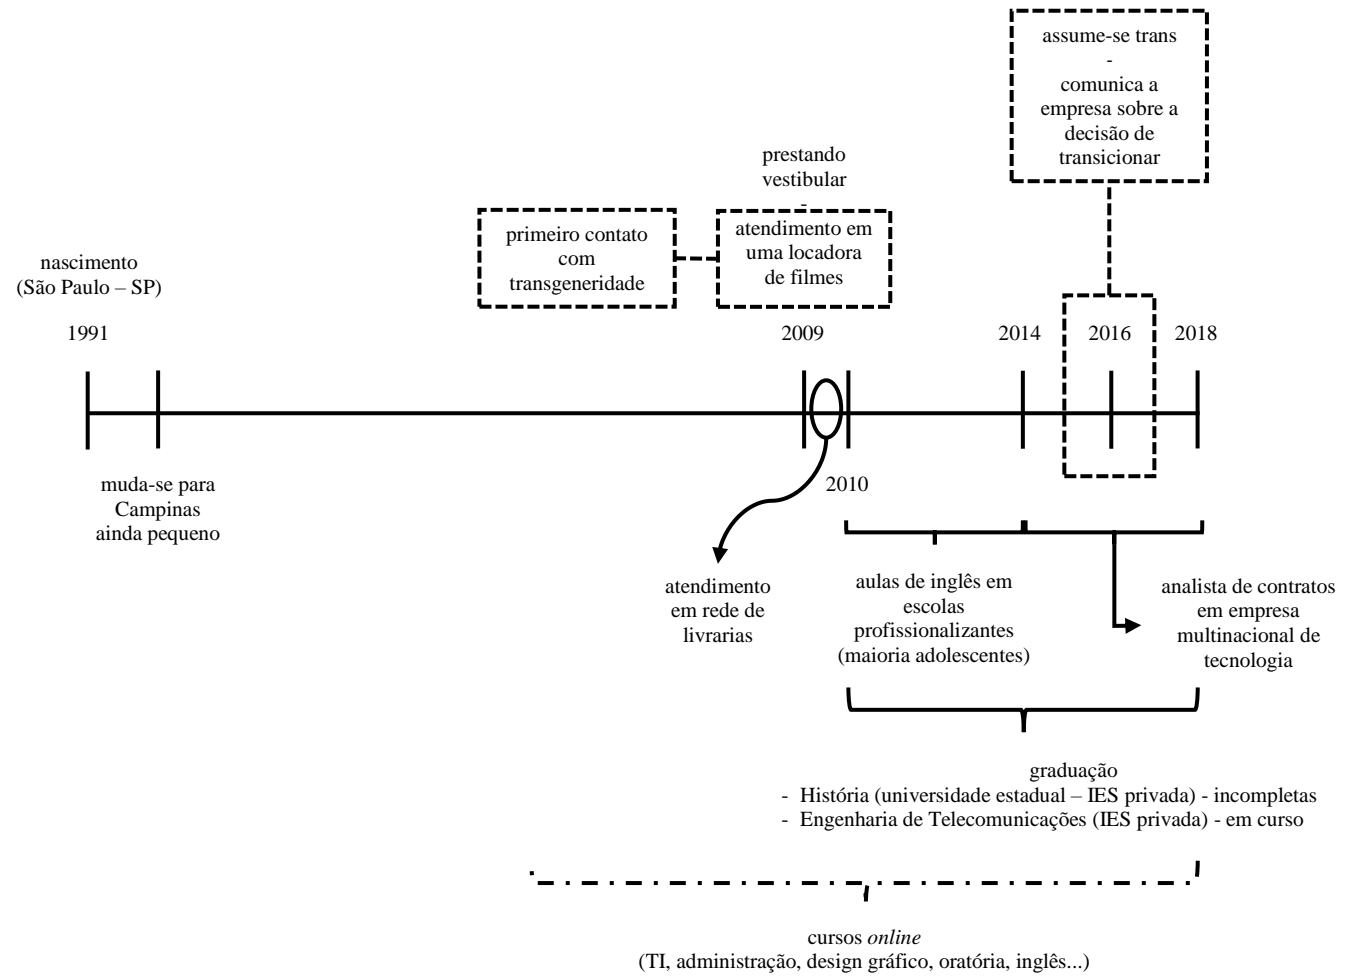 assume-se trans
-
comunica a
empresa sobre a
decisão de
transicionar
prestando
vestibular
-
atendimento em
uma locadora
de filmes
primeiro contato
com
transgeneridade
nascimento
(São Paulo – SP)
1991
2009
2014
2016
2018
muda-se para
Campinas
ainda pequeno
2010
atendimento
em rede de
livrarias
aulas de inglês em
escolas
profissionalizantes
(maioria adolescentes)
analista de contratos
em empresa
multinacional de
tecnologia
graduação
- História (universidade estadual – IES privada) - incompletas
- Engenharia de Telecomunicações (IES privada) - em curso
cursos online
(TI, administração, design gráfico, oratória, inglês...)